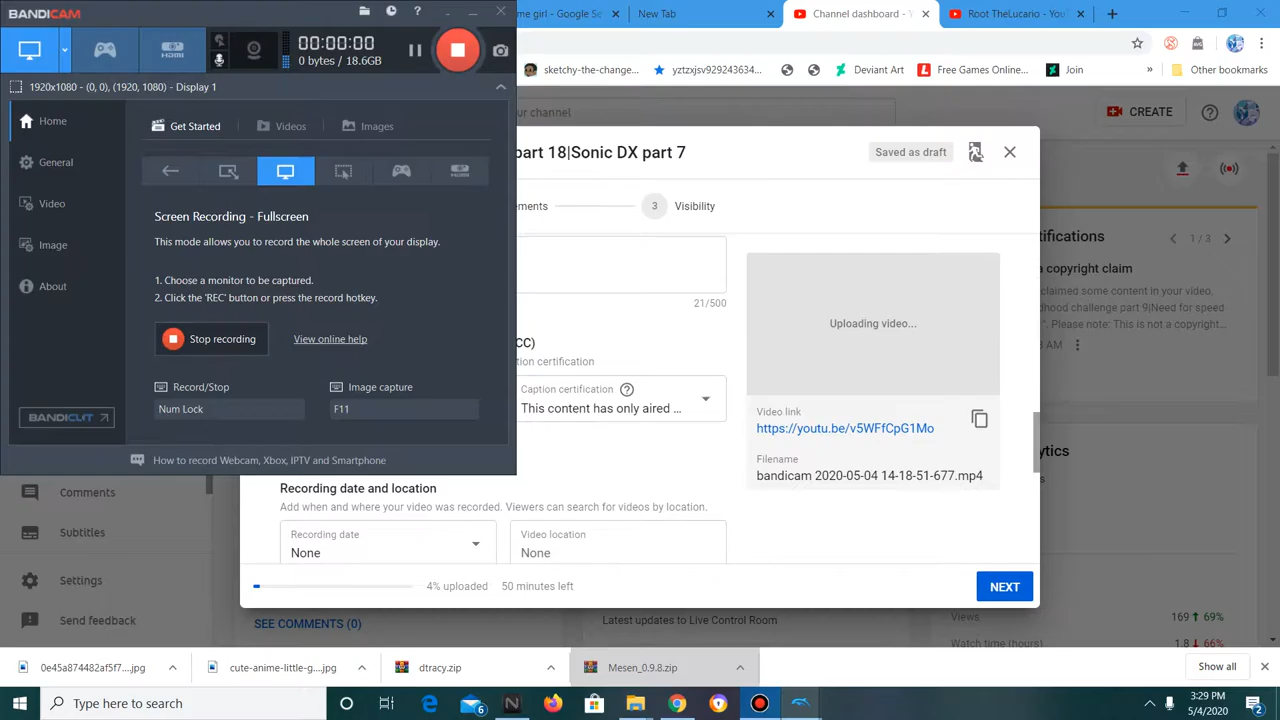 BANDICAM
00:00:00
0 bytes / 18.6GB
1920x1080 - (0, 0), (1920, 1080) - Display 1
Home
General
Video
Image
About
BANDICUT
Get Started
Videos
Images
Screen Recording - Fullscreen
This mode allows you to record the whole screen of your display.
1. Choose a monitor to be captured.
2. Click the 'REC' button or press the record hotkey.
Stop recording
View online help
Record/Stop
Num Lock
Image capture
F11
How to record Webcam, Xbox, IPTV and Smartphone
me girl - Google Se
New Tab
Channel dashboard - Y
Root TheLucario - You
sketchy-the-change...
yztzxjsv929243634...
Deviant Art
Free Games Online...
Join
»
Other bookmarks
ur channel
CREATE
part 18|Sonic DX part 7
Saved as draft
ments
3
Visibility
21/500
CC)
tion certification
Caption certification
This content has only aired ...
Uploading video...
Video link
https://youtu.be/v5WFfCpG1Mo
Filename
bandicam 2020-05-04 14-18-51-677.mp4
Recording date and location
Add when and where your video was recorded. Viewers can search for videos by location.
Recording date
None
Video location
None
4% uploaded
50 minutes left
NEXT
tifications
1 / 3
a copyright claim
claimed some content in your video,
dhood challenge part 9|Need for speed
". Please note: This is not a copyright...
AM
ytics
s
Views
169 69%
Watch time (hours)
1.8 66%
Comments
Subtitles
Settings
Send feedback
SEE COMMENTS (0)
Latest updates to Live Control Room
0e45a874482af5f7....jpg
cute-anime-little-g....jpg
dtracy.zip
Mesen_0.9.8.zip
Show all
Type here to search
6
3:29 PM
5/4/2020
2